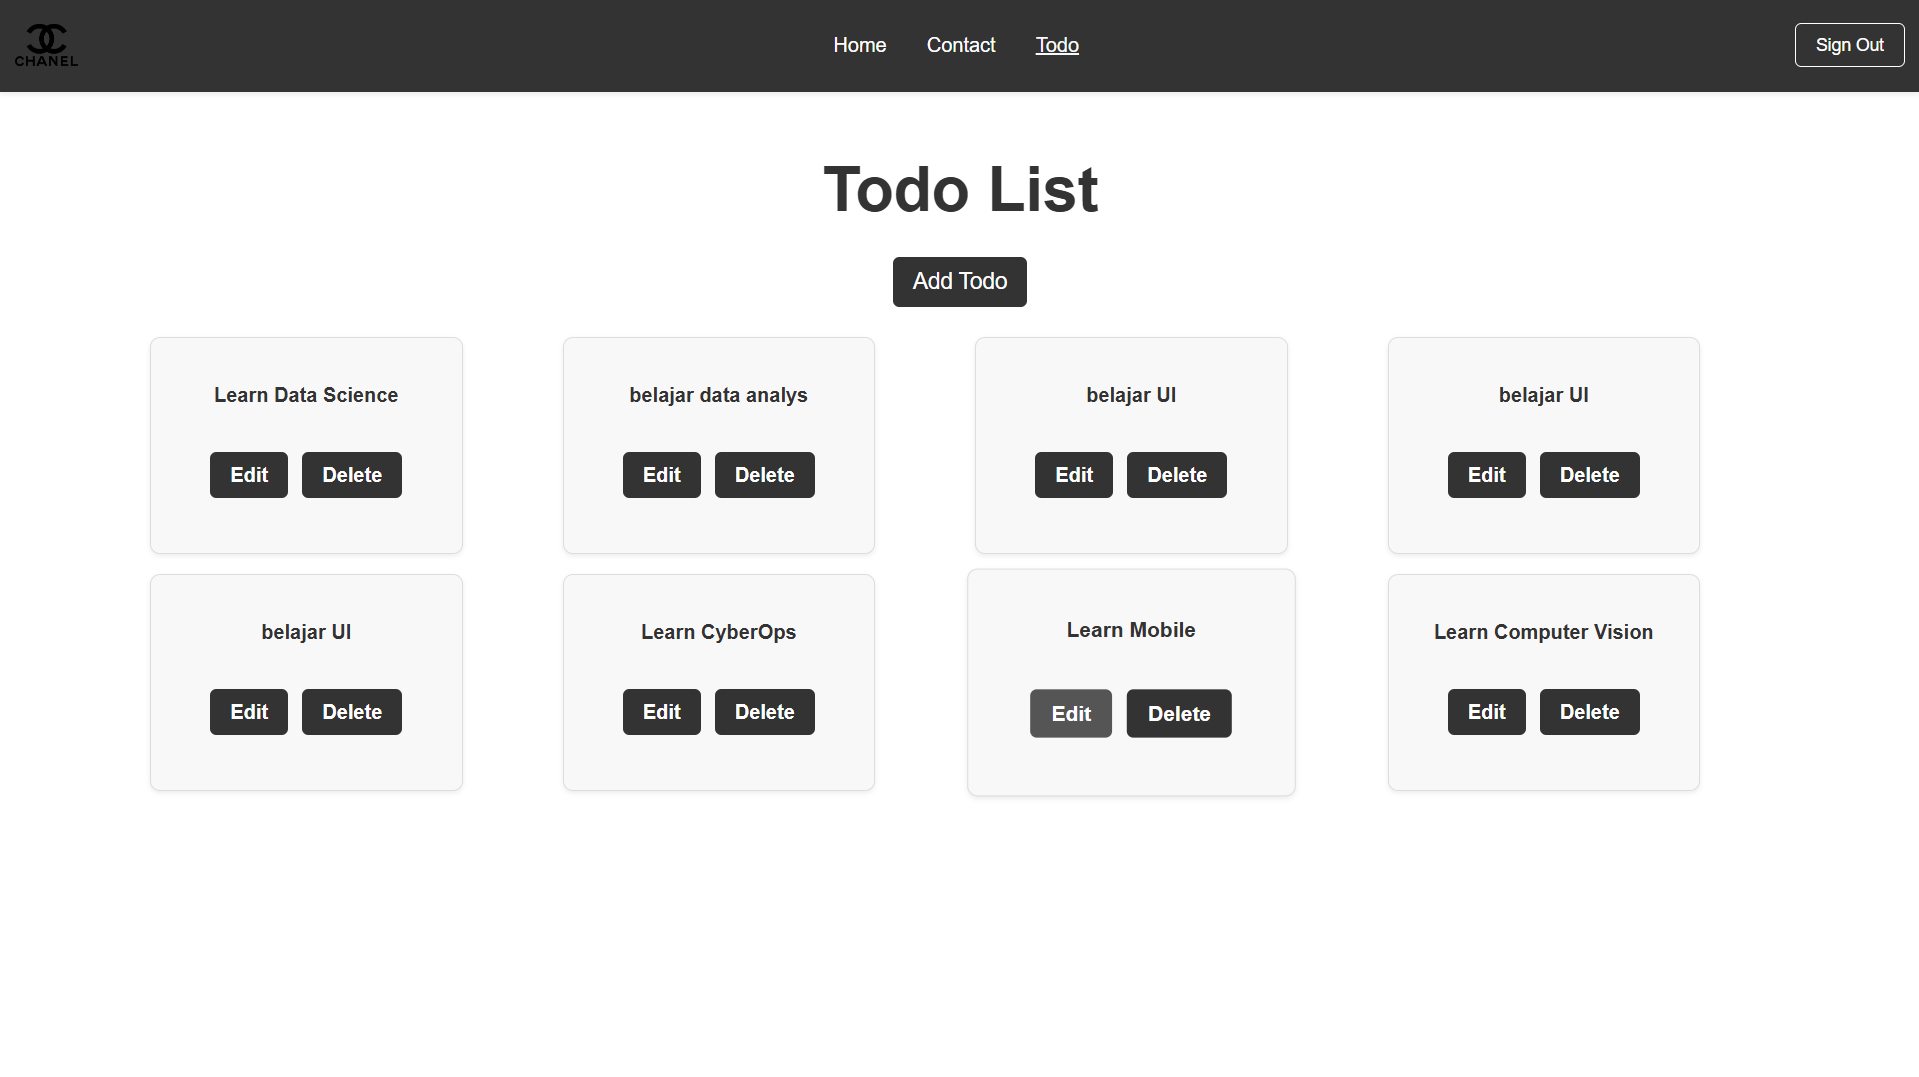 CHANEL
Home Contact Todo
Sign Out
Todo List
Add Todo
Learn Data Science
Edit Delete
belajar data analys
Edit Delete
belajar UI
Edit Delete
belajar UI
Edit Delete
belajar UI
Edit Delete
Learn CyberOps
Edit Delete
Learn Mobile
Edit Delete
Learn Computer Vision
Edit Delete